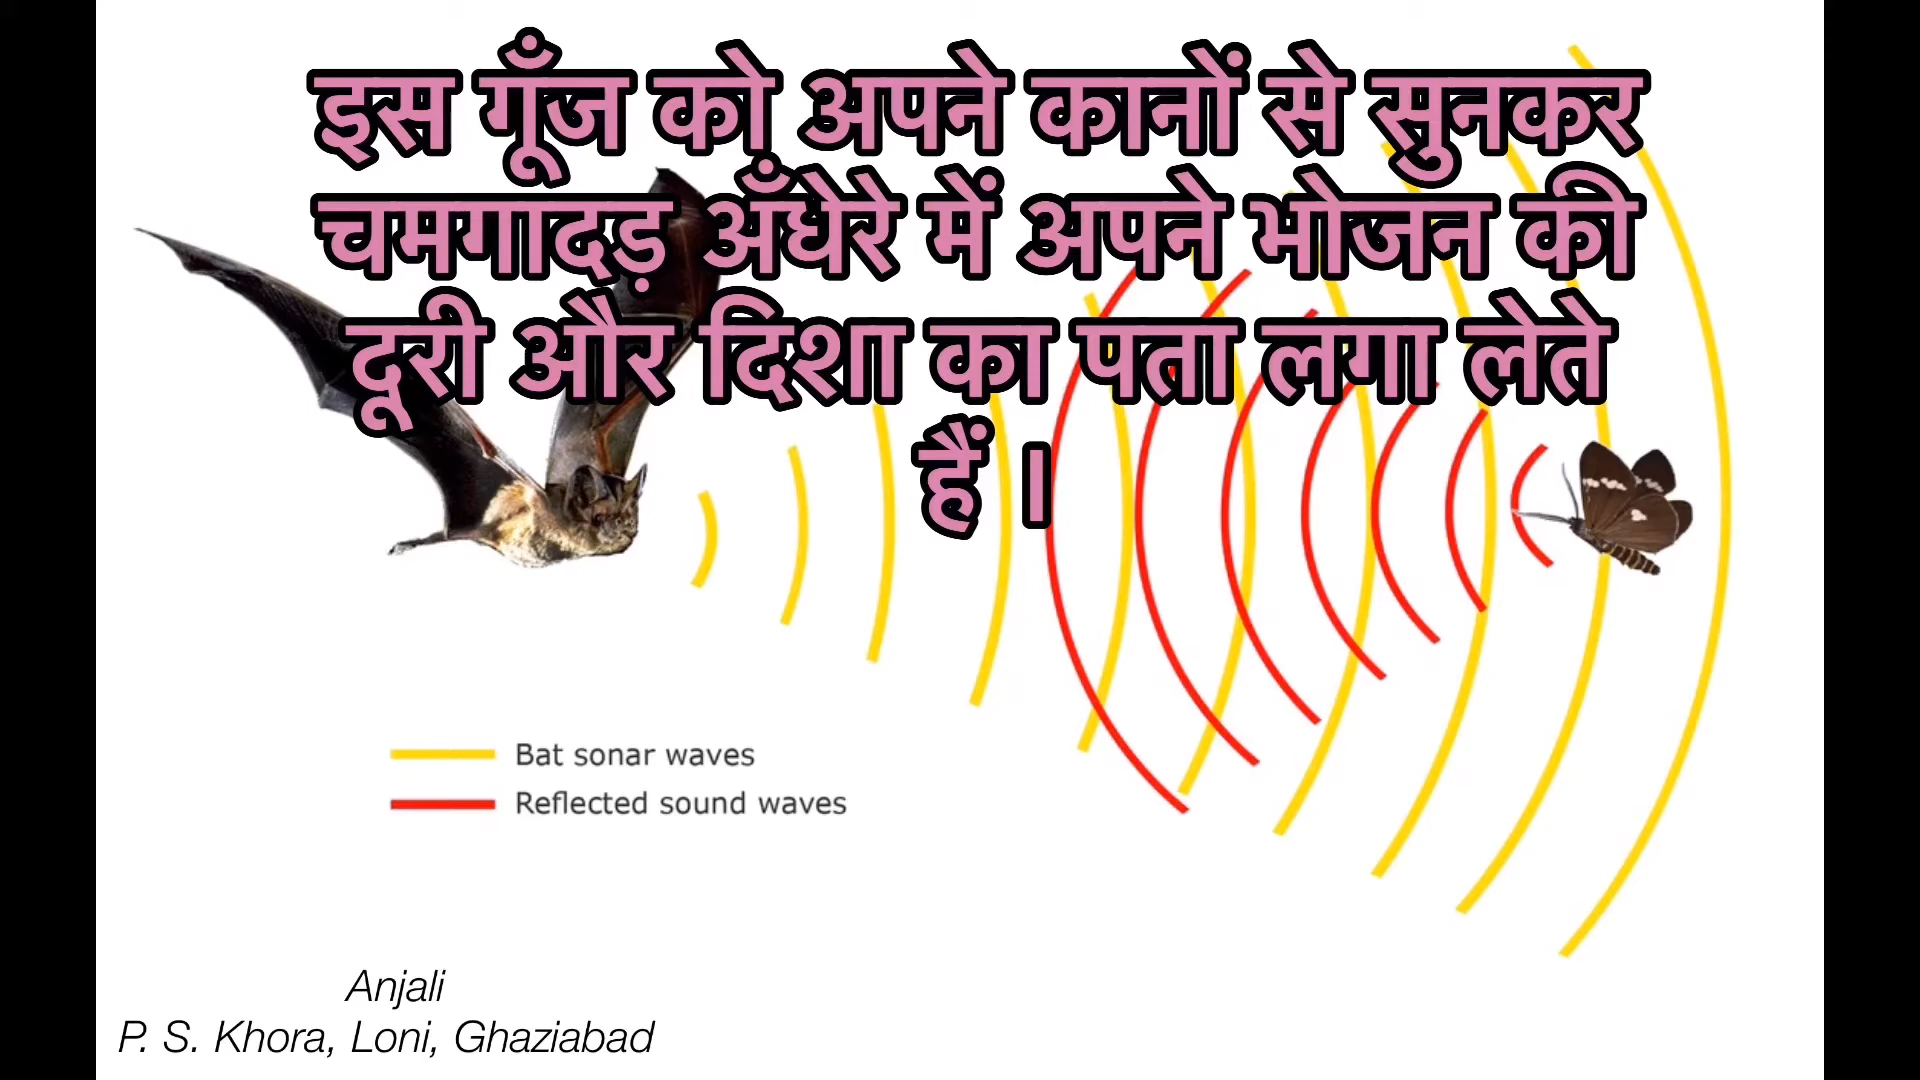 इस गूँज को अपने कानों से सुनकर
चमगादड़ अँधेरे में अपने भोजन की
दूरी और दिशा का पता लगा लेते
हैं ।
Bat sonar waves
Reflected sound waves
Anjali
P. S. Khora, Loni, Ghaziabad